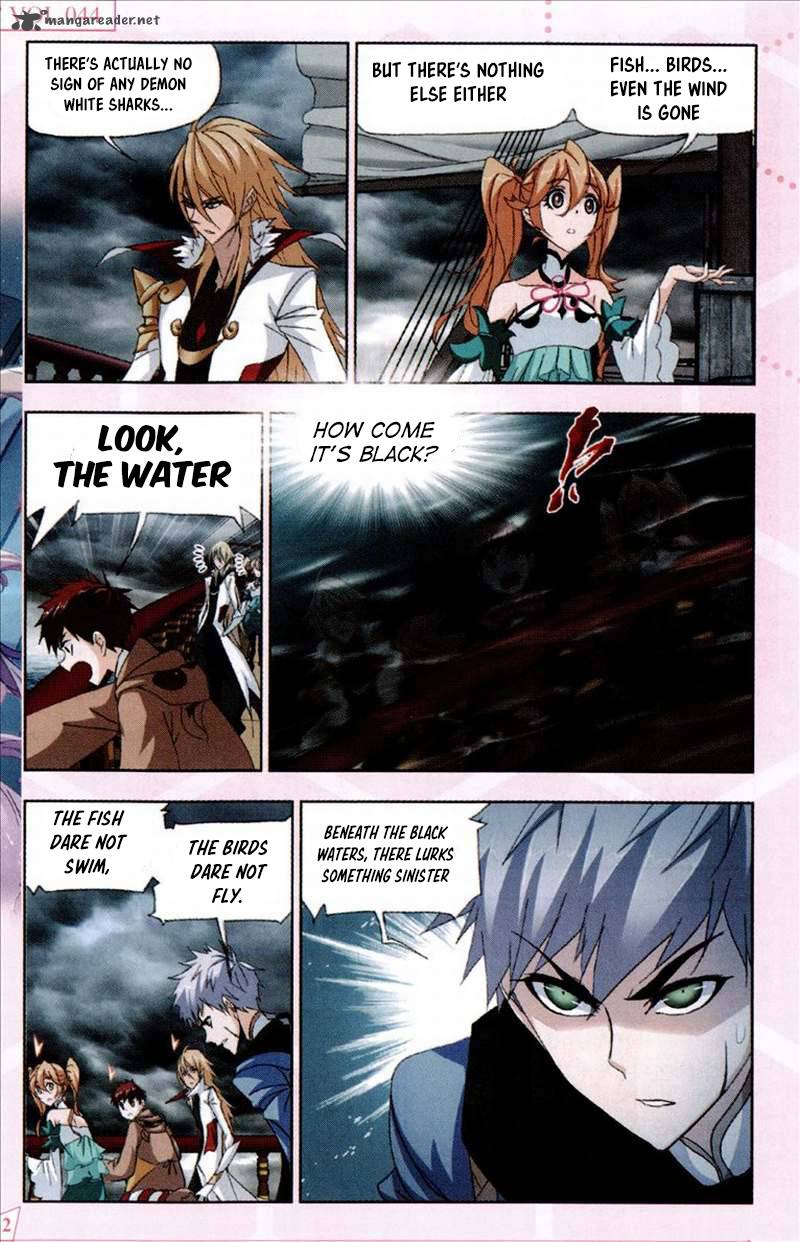 VOL 044
mangareader.net
THERE'S ACTUALLY NO
SIGN OF ANY DEMON
WHITE SHARKS...
BUT THERE'S NOTHING
ELSE EITHER
FISH... BIRDS...
EVEN THE WIND
IS GONE
LOOK,
THE WATER
HOW COME
IT'S BLACK?
THE FISH
DARE NOT
SWIM,
THE BIRDS
DARE NOT
FLY.
BENEATH THE BLACK
WATERS, THERE LURKS
SOMETHING SINISTER
2